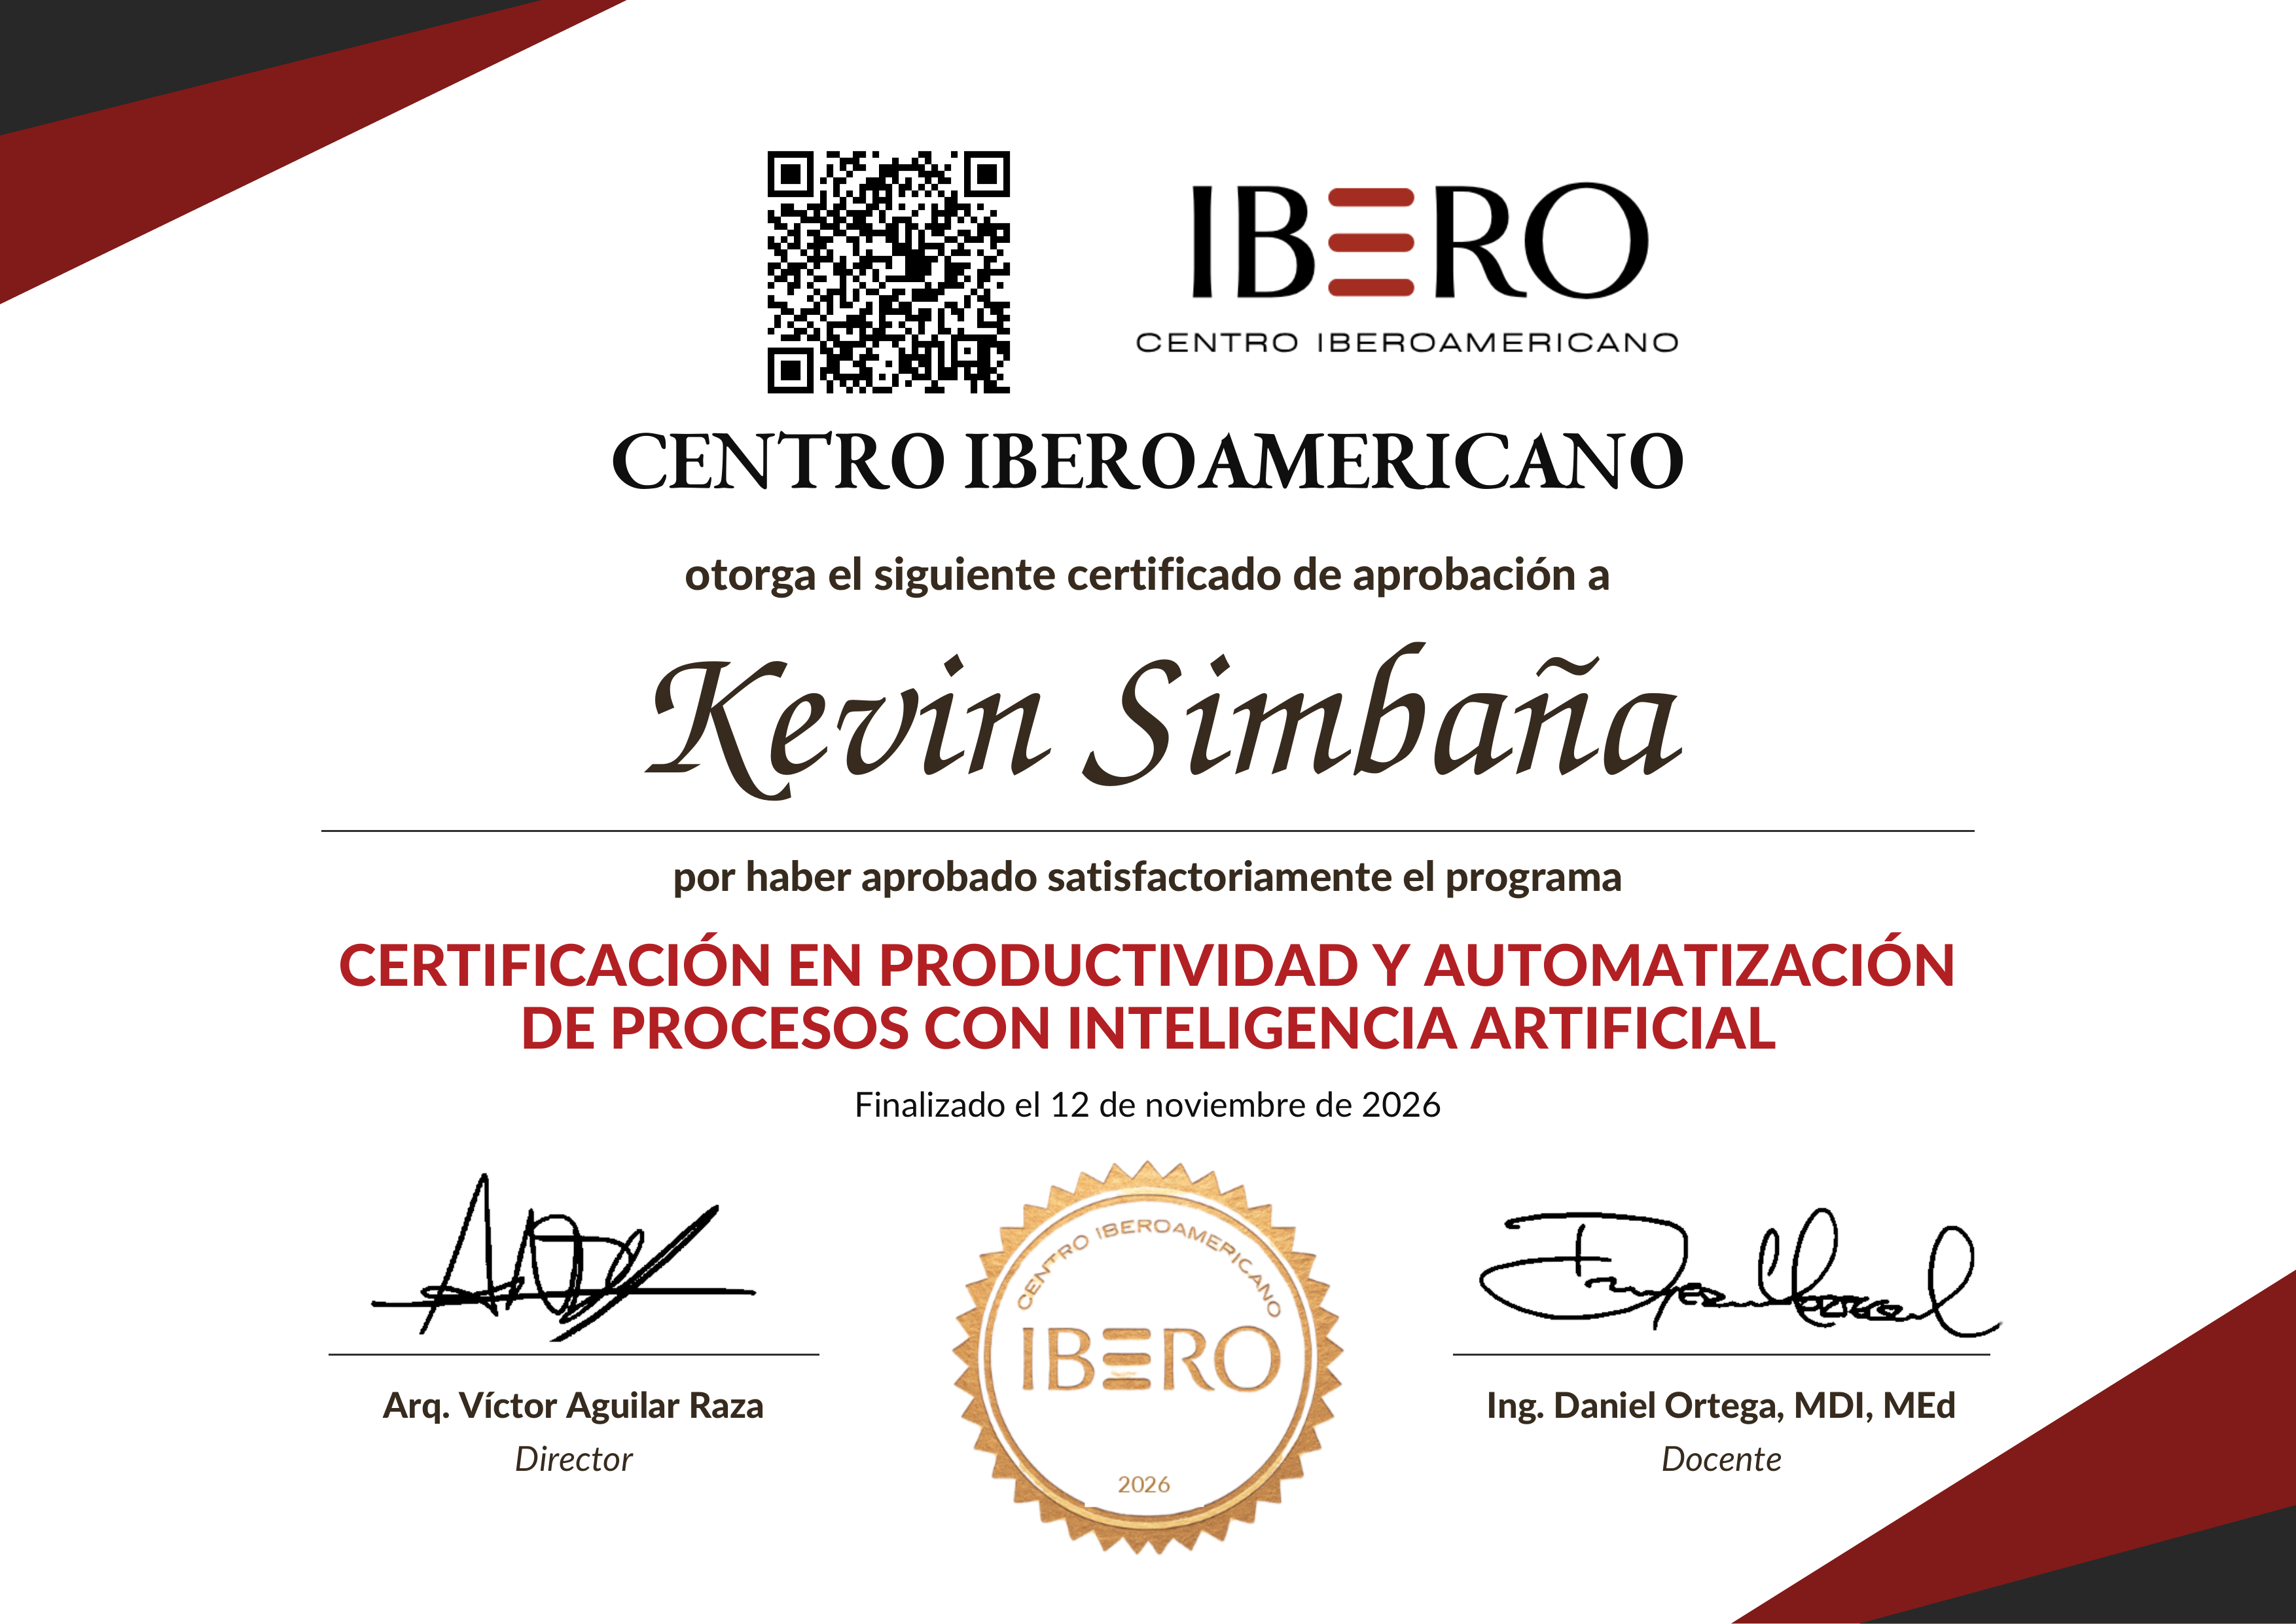 IBERO
CENTRO IBEROAMERICANO
CENTRO IBEROAMERICANO
otorga el siguiente certificado de aprobación a
Kevin Simbaña
por haber aprobado satisfactoriamente el programa
CERTIFICACIÓN EN PRODUCTIVIDAD Y AUTOMATIZACIÓN
DE PROCESOS CON INTELIGENCIA ARTIFICIAL
Finalizado el 12 de noviembre de 2026
CENTRO IBEROAMERICANO
IBERO
2026
Arq. Víctor Aguilar Raza
Director
Ing. Daniel Ortega, MDI, MEd
Docente